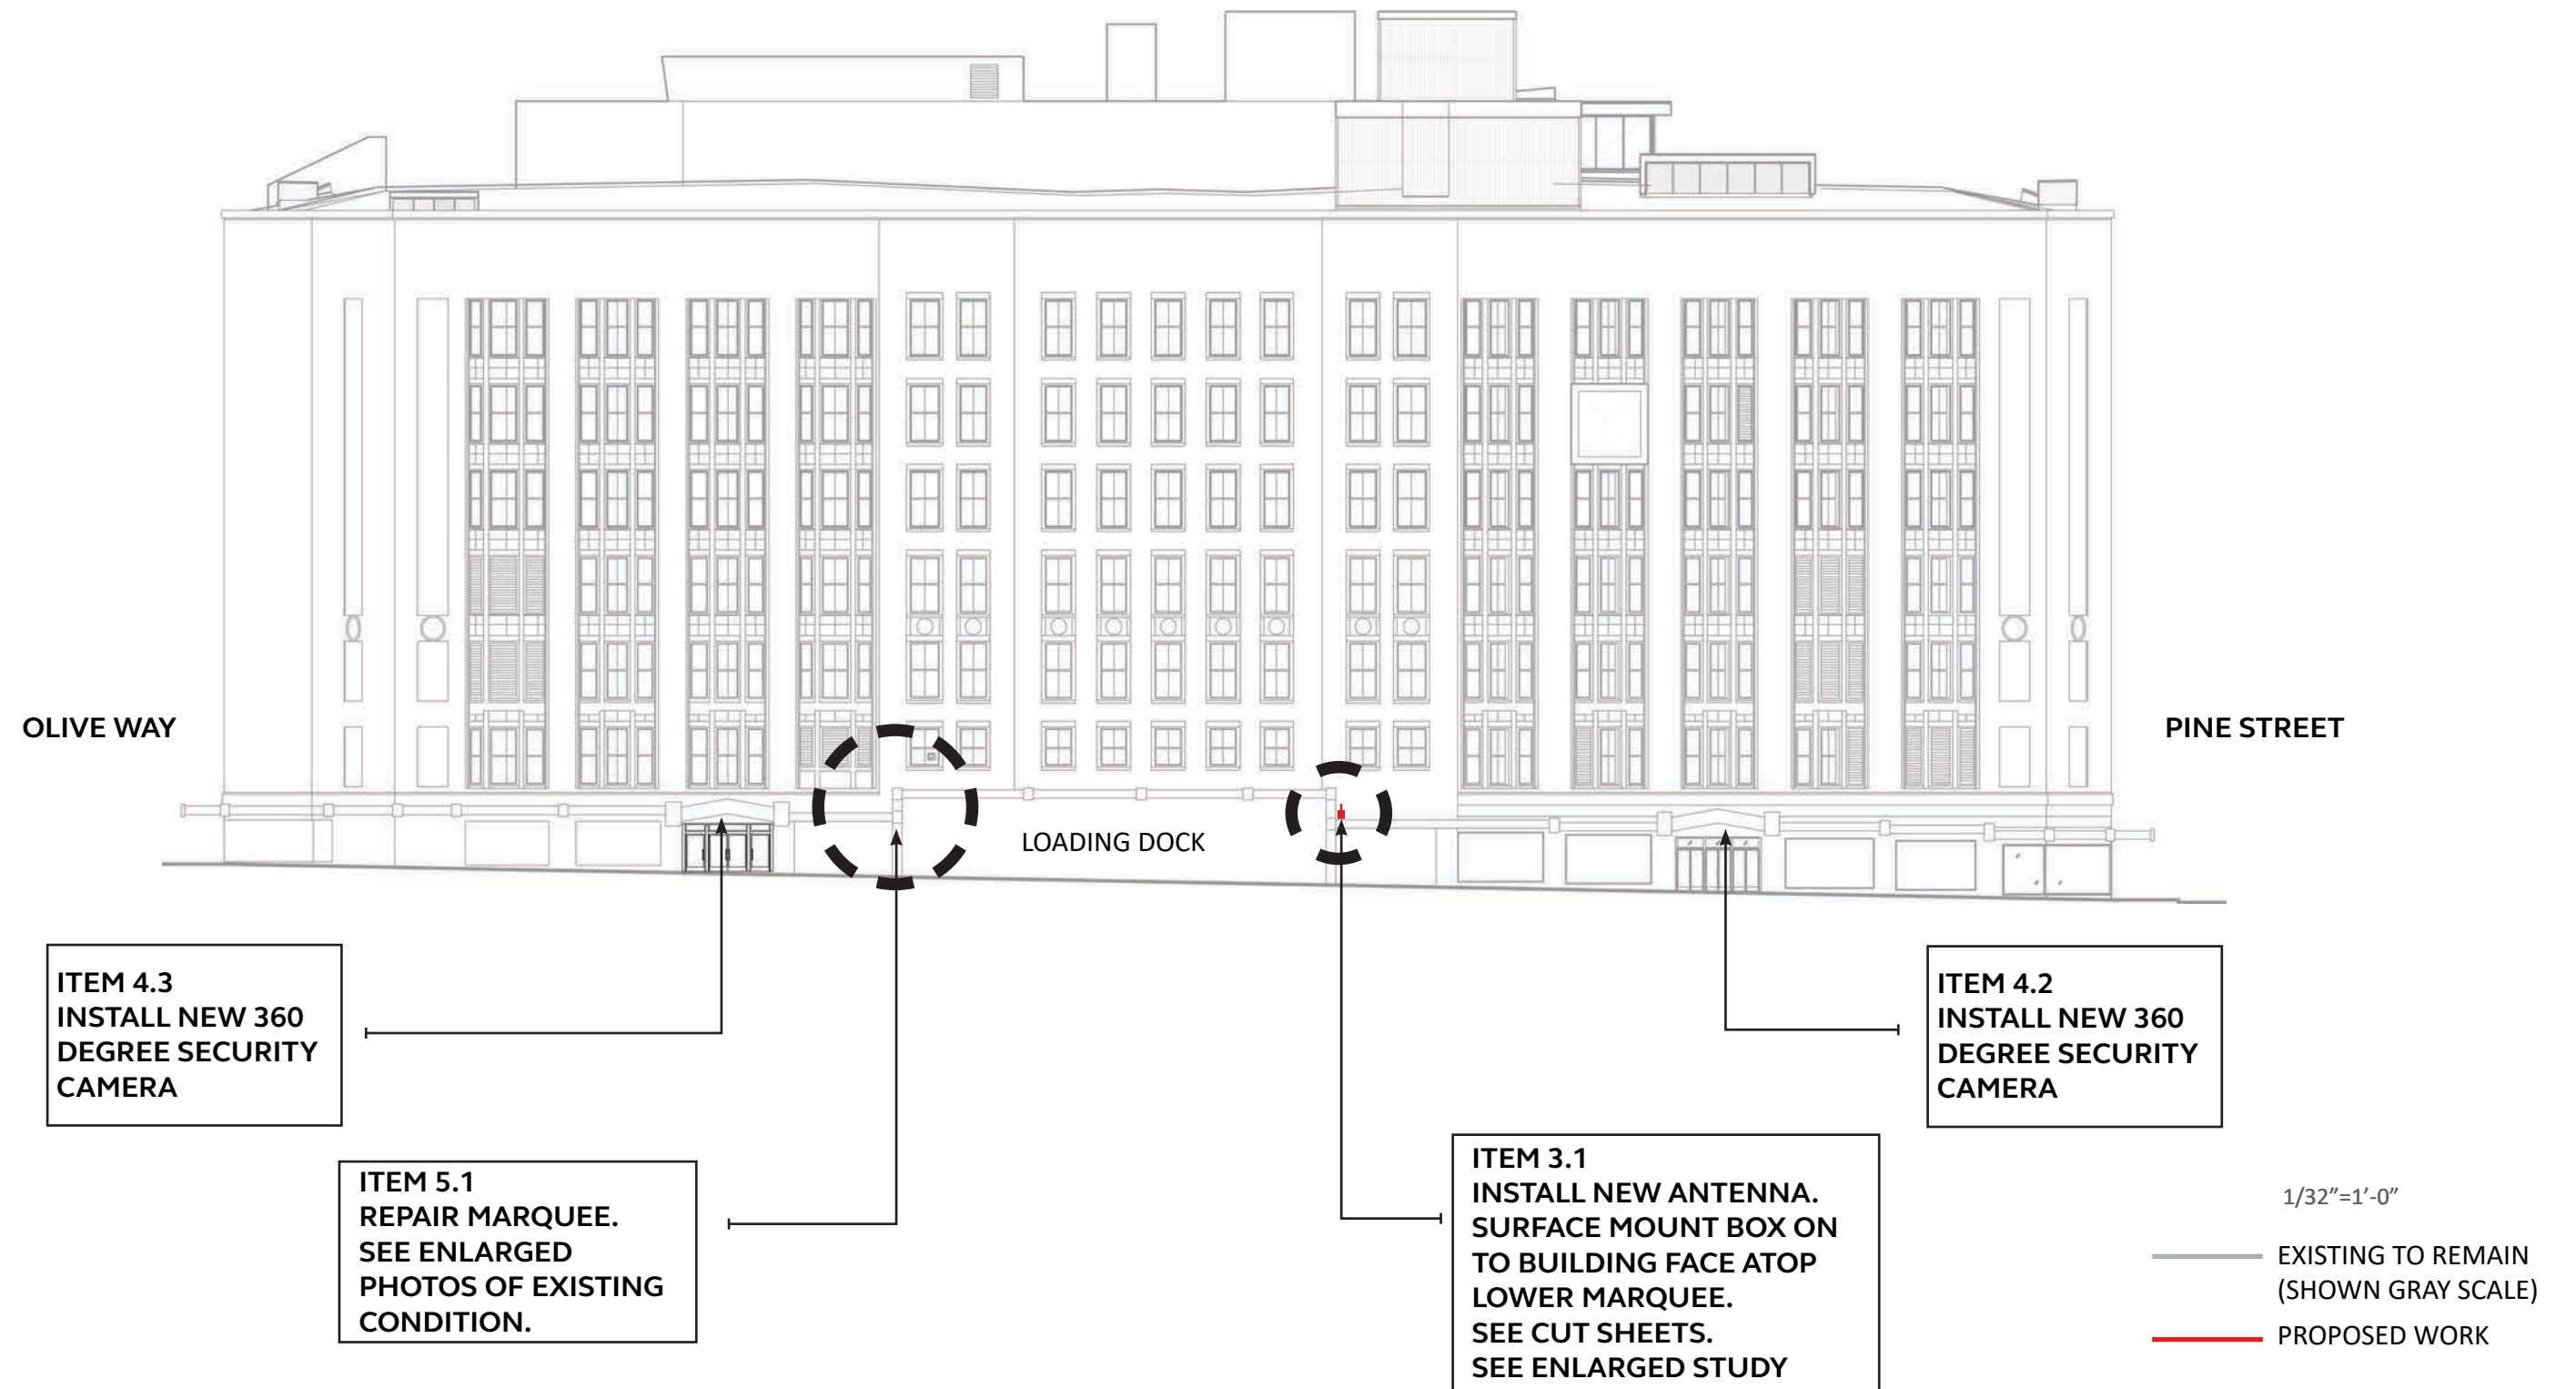 OLIVE WAY
PINE STREET
LOADING DOCK
ITEM 4.3
INSTALL NEW 360
DEGREE SECURITY
CAMERA
ITEM 5.1
REPAIR MARQUEE.
SEE ENLARGED
PHOTOS OF EXISTING
CONDITION.
ITEM 3.1
INSTALL NEW ANTENNA.
SURFACE MOUNT BOX ON
TO BUILDING FACE ATOP
LOWER MARQUEE.
SEE CUT SHEETS.
SEE ENLARGED STUDY
ITEM 4.2
INSTALL NEW 360
DEGREE SECURITY
CAMERA
1/32”=1’-0”
EXISTING TO REMAIN
(SHOWN GRAY SCALE)
PROPOSED WORK